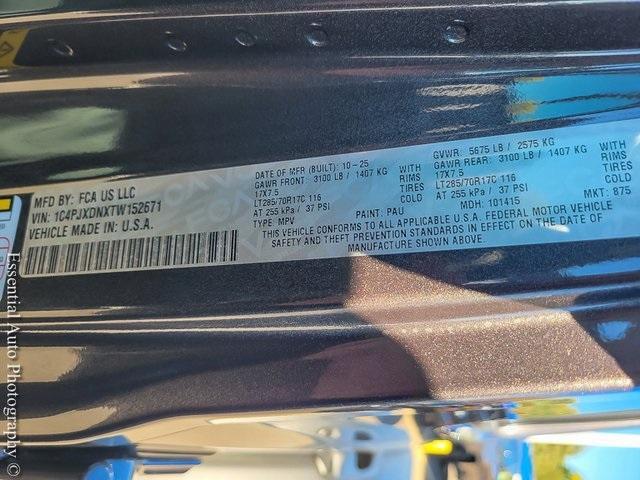 MFD BY: FCA US LLC
VIN: 1C4PJXDNXTW152671
VEHICLE MADE IN U.S.A.
DATE OF MFR (BUILT): 10-25
GAWR FRONT: 3100 LB / 1407 KG WITH
17X7.5 RIMS
LT285/70R17C 116 TIRES
AT 255 kPa / 37 PSI COLD
TYPE: MPV PAINT: PAU
GVWR: 5675 LB / 2575 KG
GAWR REAR: 3100 LB / 1407 KG WITH
17X7.5 RIMS
LT285/70R17C 116 TIRES
AT 255 kPa / 37 PSI COLD
MDH: 101415 MKT: 875
THIS VEHICLE CONFORMS TO ALL APPLICABLE U.S.A. FEDERAL MOTOR VEHICLE
SAFETY AND THEFT PREVENTION STANDARDS IN EFFECT ON THE DATE OF
MANUFACTURE SHOWN ABOVE.
© Essential Auto Photography